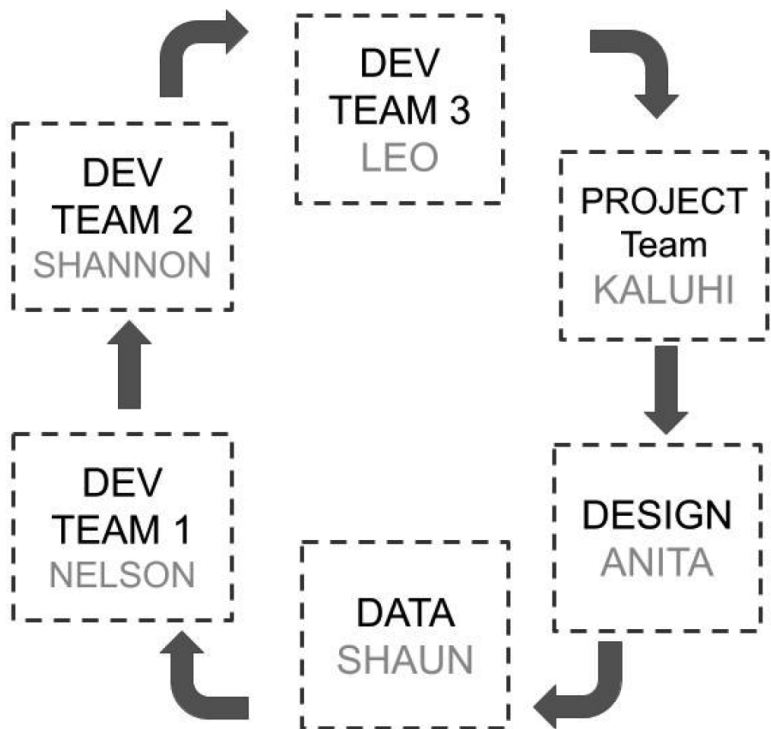 DEV
TEAM 3
LEO
PROJECT
Team
KALUHI
DESIGN
ANITA
DATA
SHAUN
DEV
TEAM 1
NELSON
DEV
TEAM 2
SHANNON